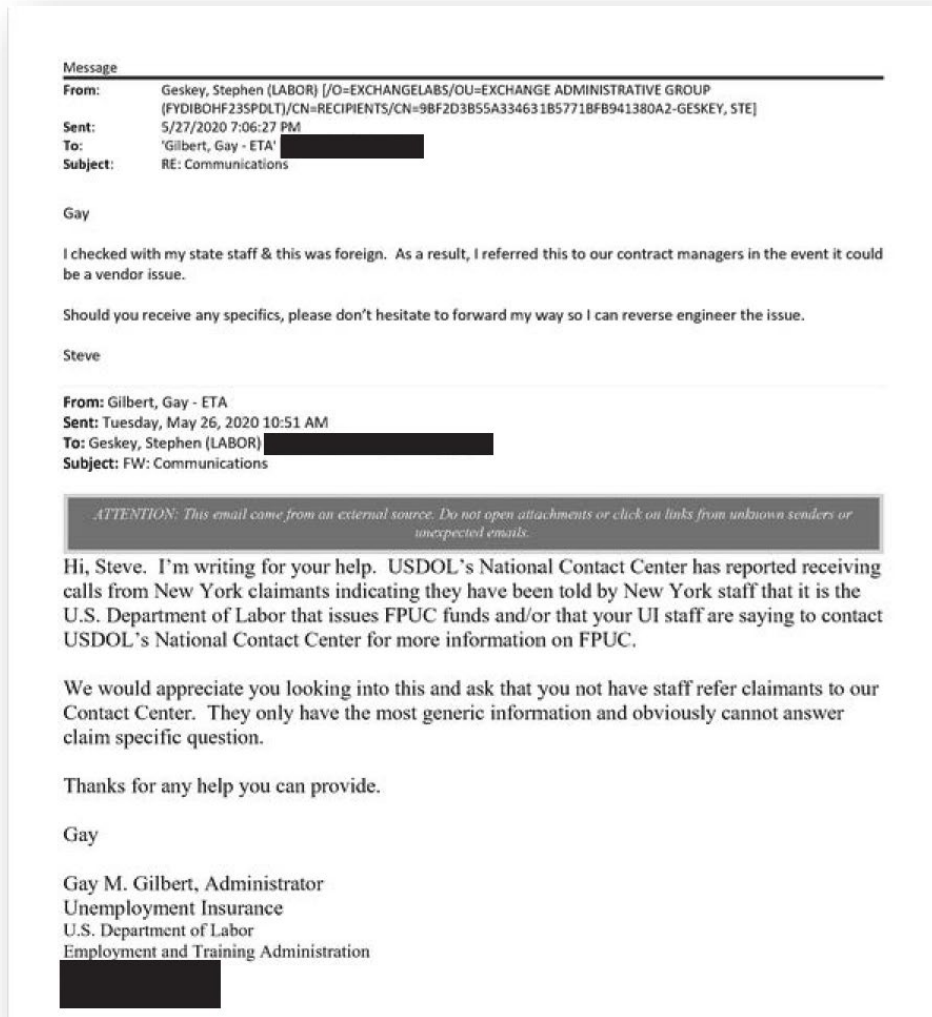 Message
From: Geskey, Stephen (LABOR) [/O=EXCHANGELABS/OU=EXCHANGE ADMINISTRATIVE GROUP
(FYDIBOHF23SPDLT)/CN=RECIPIENTS/CN=9BF2D3B55A334631B5771BFB941380A2-GESKEY, STE]
Sent: 5/27/2020 7:06:27 PM
To: 'Gilbert, Gay - ETA'
Subject: RE: Communications
Gay
I checked with my state staff & this was foreign. As a result, I referred this to our contract managers in the event it could
be a vendor issue.
Should you receive any specifics, please don't hesitate to forward my way so I can reverse engineer the issue.
Steve
From: Gilbert, Gay - ETA
Sent: Tuesday, May 26, 2020 10:51 AM
To: Geskey, Stephen (LABOR)
Subject: FW: Communications
ATTENTION: This email came from an external source. Do not open attachments or click on links from unknown senders or
unexpected emails.
Hi, Steve. I'm writing for your help. USDOL's National Contact Center has reported receiving
calls from New York claimants indicating they have been told by New York staff that it is the
U.S. Department of Labor that issues FPUC funds and/or that your UI staff are saying to contact
USDOL's National Contact Center for more information on FPUC.
We would appreciate you looking into this and ask that you not have staff refer claimants to our
Contact Center. They only have the most generic information and obviously cannot answer
claim specific question.
Thanks for any help you can provide.
Gay
Gay M. Gilbert, Administrator
Unemployment Insurance
U.S. Department of Labor
Employment and Training Administration